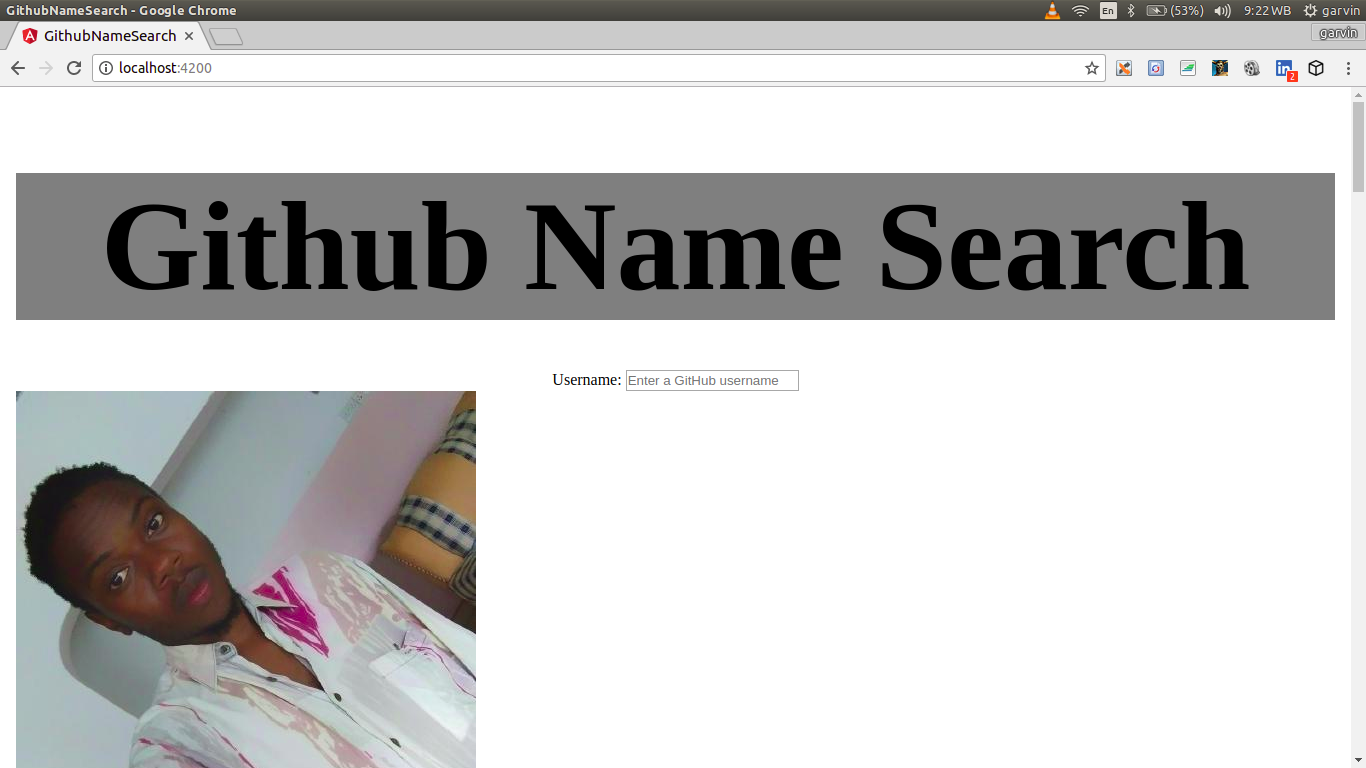 GithubNameSearch - Google Chrome
En
(53%)
9:22 WB
garvin
GithubNameSearch
garvin
localhost:4200
in
2
Github Name Search
Username: Enter a GitHub username